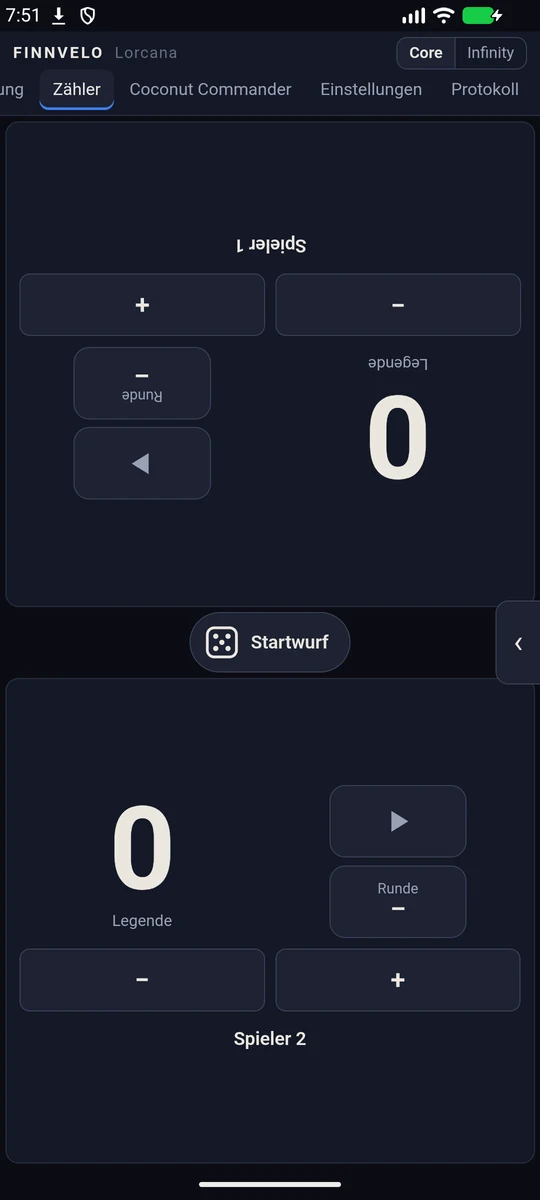 7:51
FINNVELO Lorcana
Core Infinity
ung Zähler Coconut Commander Einstellungen Protokoll
Spieler 1
+ −
− Runde
Legende
0
Startwurf
0
Legende
Runde
−
− +
Spieler 2